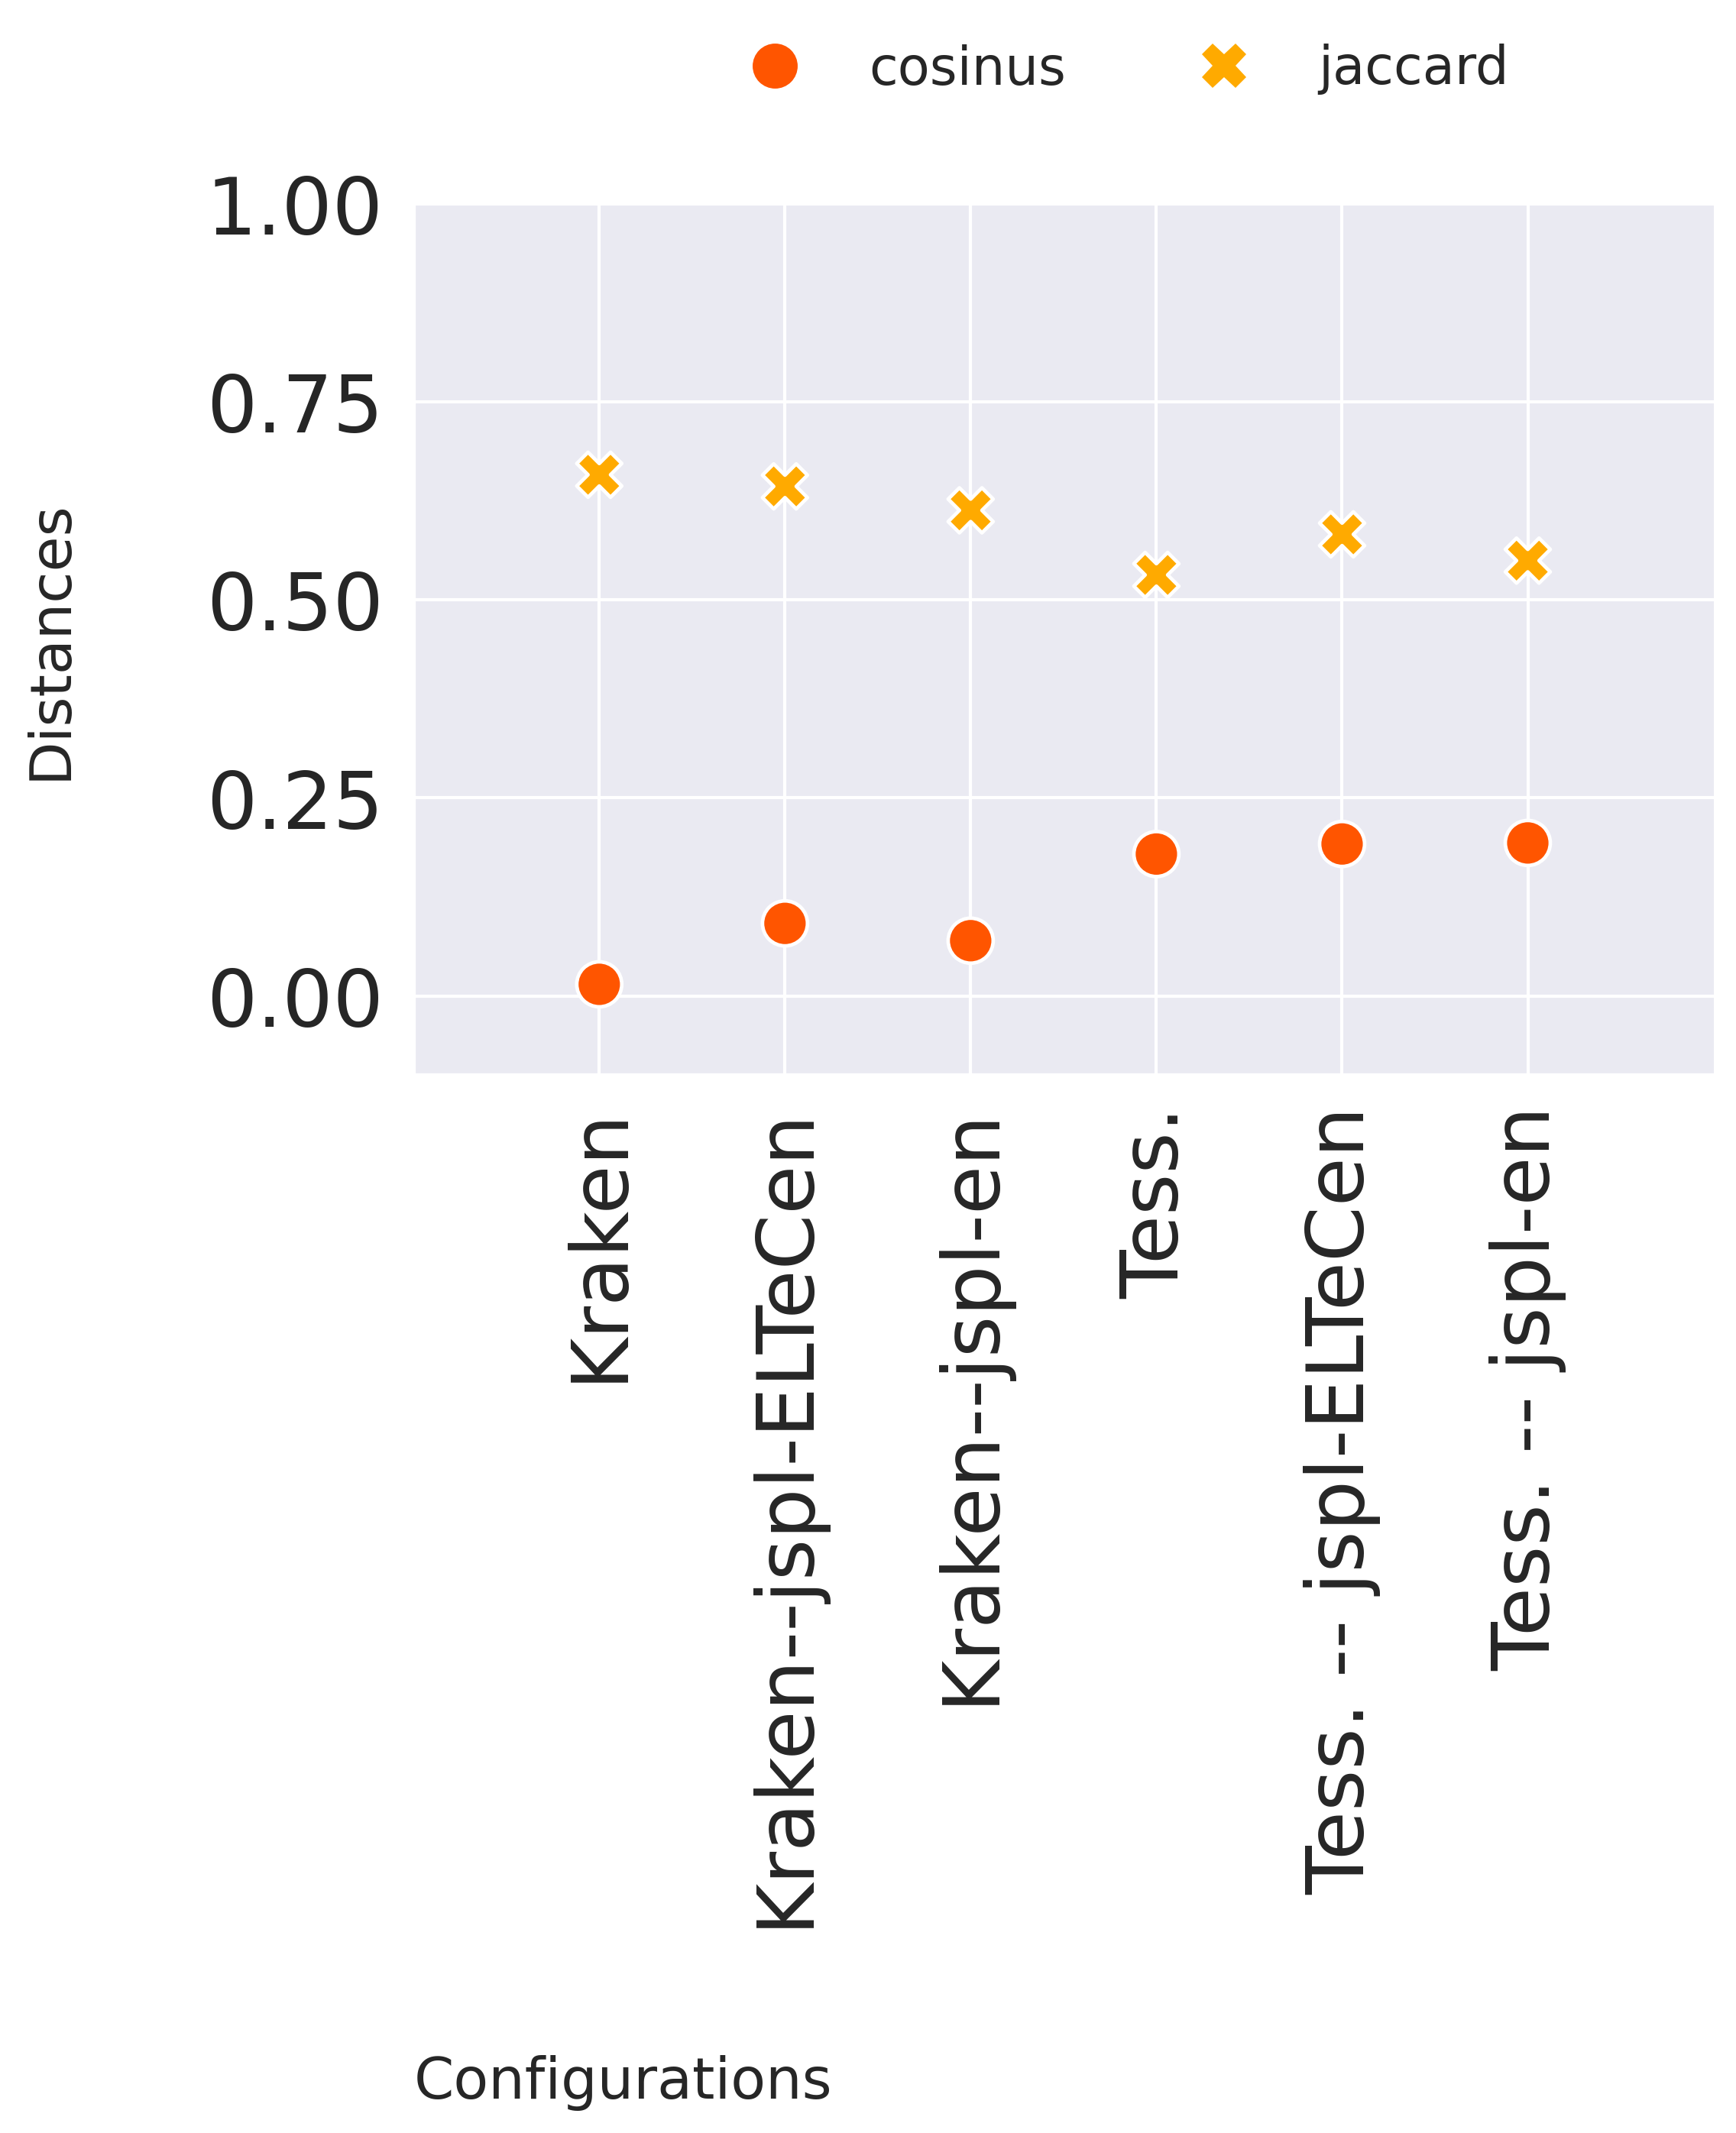 cosinus jaccard
1.00
0.75
0.50
0.25
0.00
Distances
Kraken
Kraken--jspl-ELTeCen
Kraken--jspl-en
Tess.
Tess. -- jspl-ELTeCen
Tess. -- jspl-en
Configurations